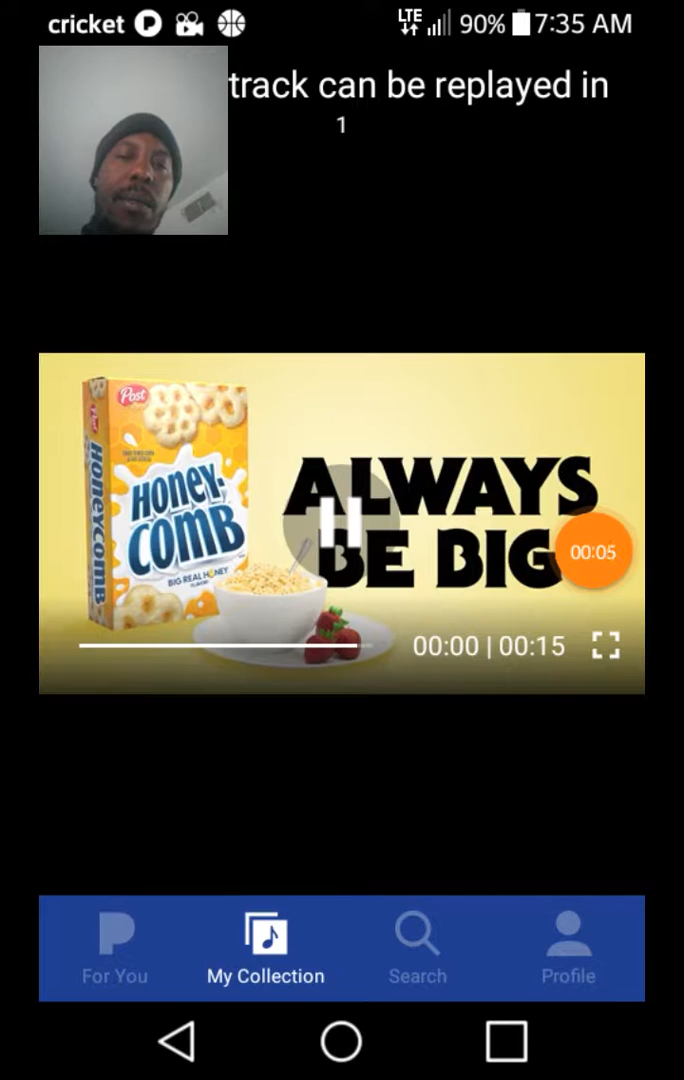 cricket
LTE 90% 7:35 AM
track can be replayed in
1
Post
HONEY-
COMB
BIG REAL HONEY
Honeycomb
ALWAYS
BE BIG
00:05
00:00 | 00:15
For You
My Collection
Search
Profile